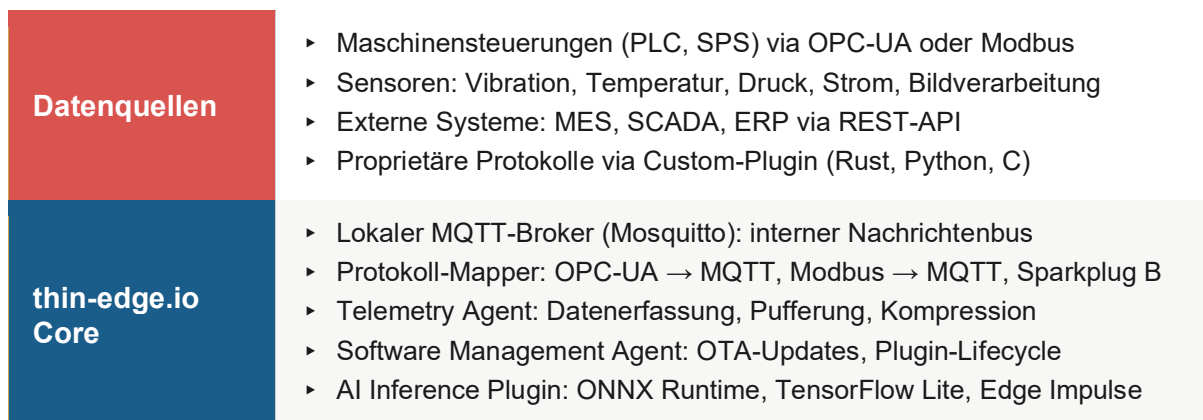 Datenquellen
‣ Maschinensteuerungen (PLC, SPS) via OPC-UA oder Modbus
‣ Sensoren: Vibration, Temperatur, Druck, Strom, Bildverarbeitung
‣ Externe Systeme: MES, SCADA, ERP via REST-API
‣ Proprietäre Protokolle via Custom-Plugin (Rust, Python, C)
thin-edge.io
Core
‣ Lokaler MQTT-Broker (Mosquitto): interner Nachrichtenbus
‣ Protokoll-Mapper: OPC-UA → MQTT, Modbus → MQTT, Sparkplug B
‣ Telemetry Agent: Datenerfassung, Pufferung, Kompression
‣ Software Management Agent: OTA-Updates, Plugin-Lifecycle
‣ AI Inference Plugin: ONNX Runtime, TensorFlow Lite, Edge Impulse